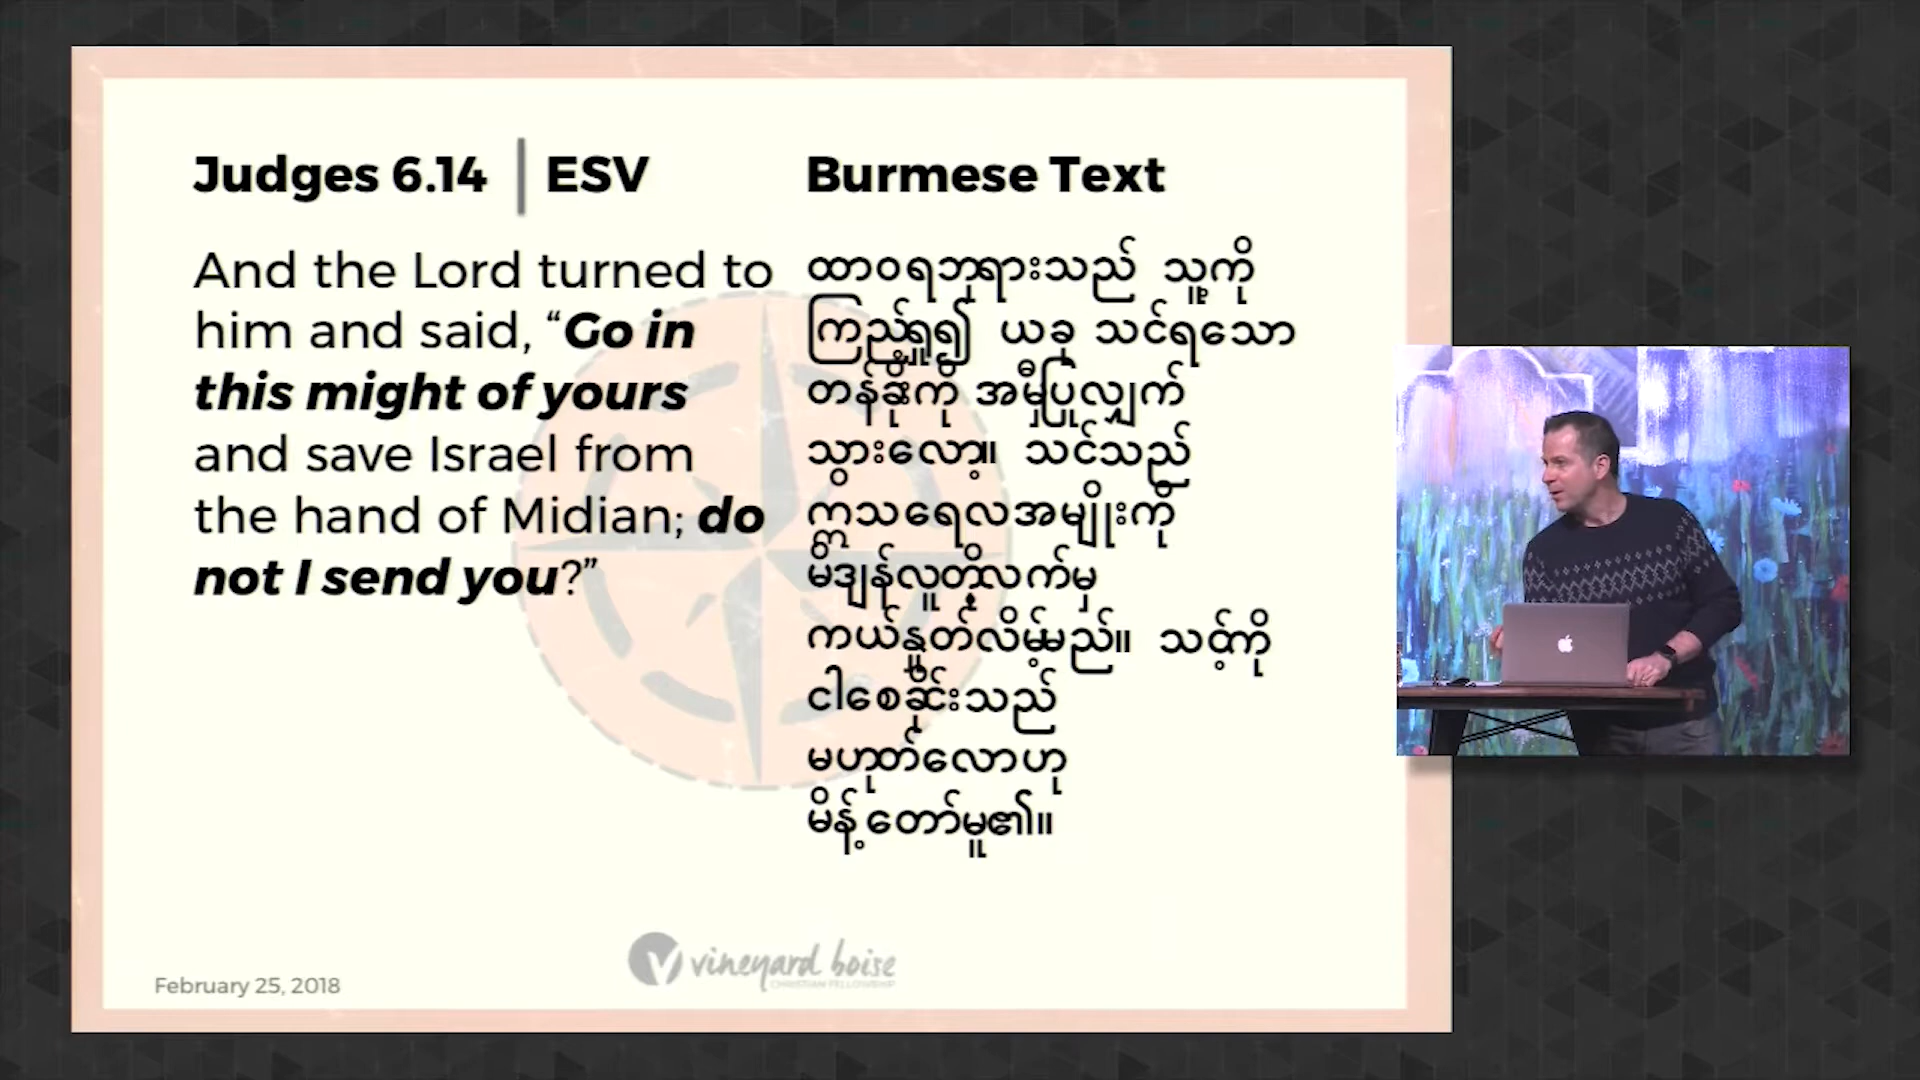 Judges 6.14 | ESV
And the Lord turned to
him and said, “Go in
this might of yours
and save Israel from
the hand of Midian; do
not I send you?”
Burmese Text
ထာဝရဘုရားသည် သူ့ကို
ကြည့်ရှု၍ ယခု သင်ရသော
တန်ခိုးကို အမှီပြုလျှက်
သွားလော့။ သင်သည်
ဣသရေလအမျိုးကို
မိဒျန်လူတို့လက်မှ
ကယ်နှုတ်လိမ့်မည်။ သင့်ကို
ငါစေခိုင်းသည်
မဟုတ်လောဟု
မိန့်တော်မူ၏။
February 25, 2018
vineyard boise
CHRISTIAN FELLOWSHIP